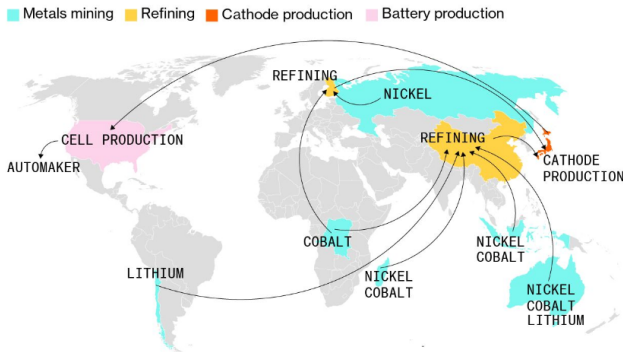 Metals mining Refining Cathode production Battery production
REFINING
NICKEL
CELL PRODUCTION
REFINING
AUTOMAKER
CATHODE
PRODUCTION
COBALT
NICKEL
COBALT
LITHIUM
NICKEL
COBALT
NICKEL
COBALT
LITHIUM